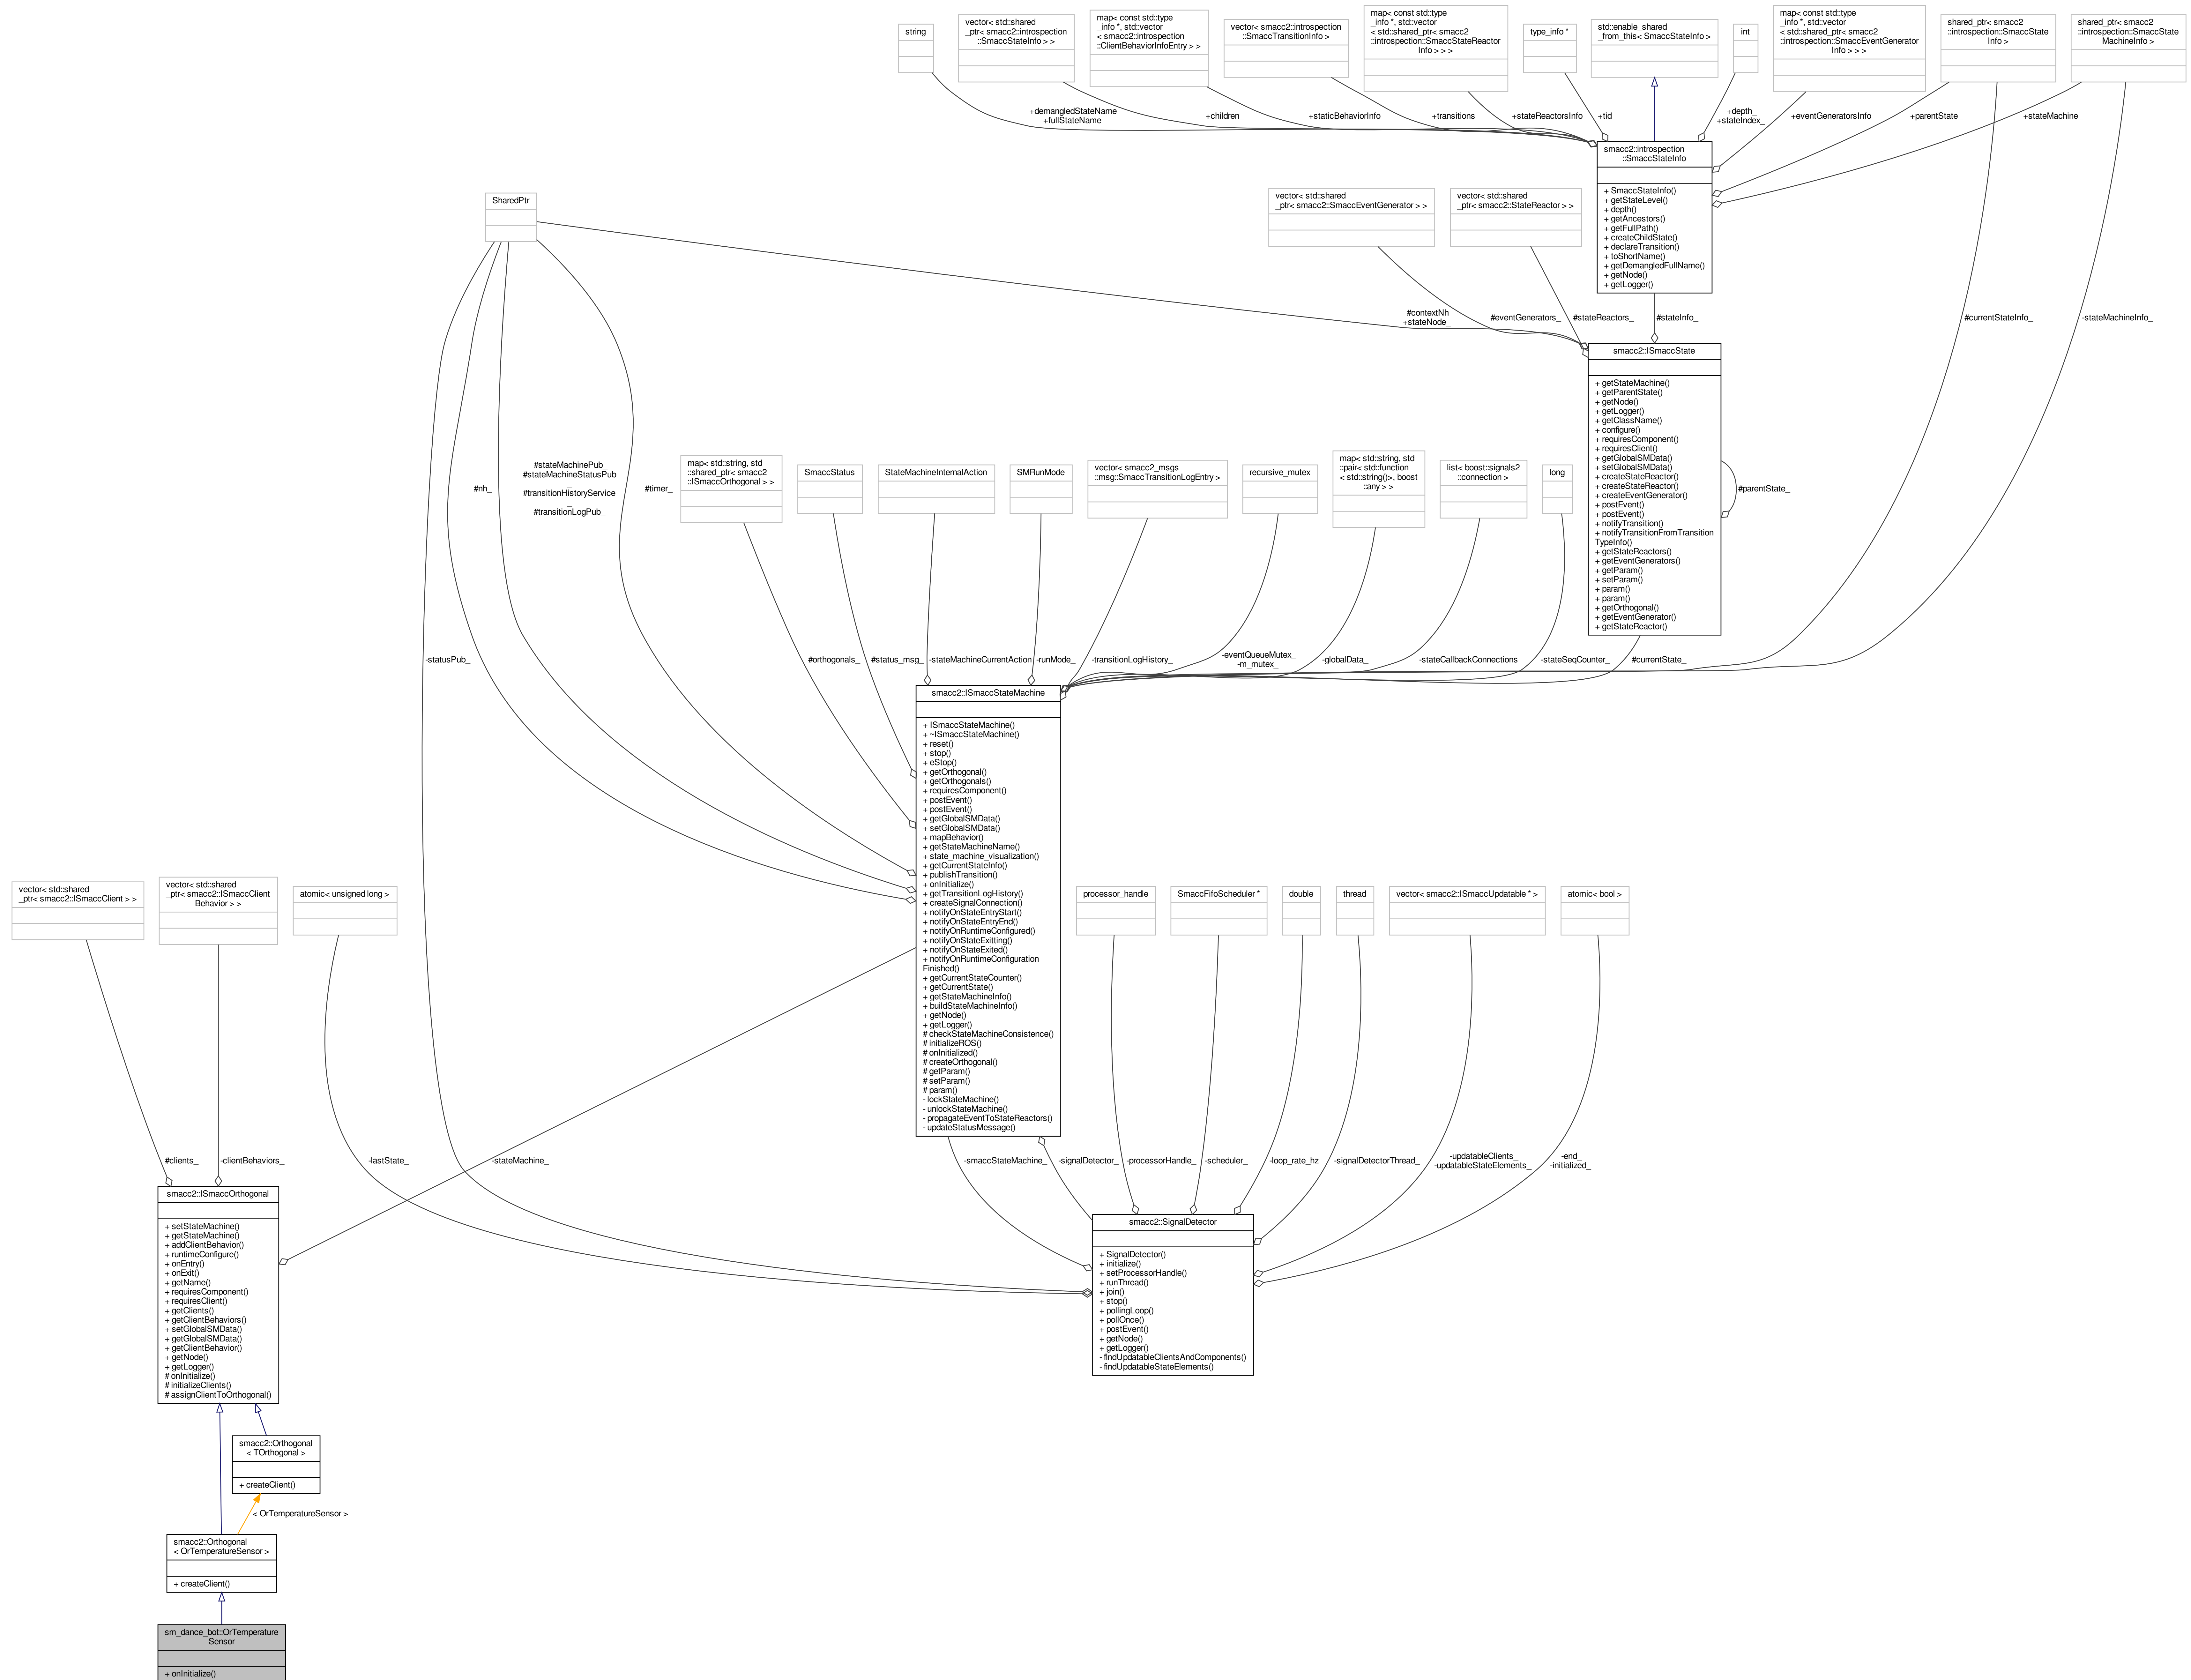 string
vector< std::shared
_ptr< smacc2::introspection
::SmaccStateInfo > >
map< const std::type
_info *, std::vector
< smacc2::introspection
::ClientBehaviorInfoEntry > >
vector< smacc2::introspection
::SmaccTransitionInfo >
map< const std::type
_info *, std::vector
< std::shared_ptr< smacc2
::introspection::SmaccStateReactor
Info > > >
type_info *
std::enable_shared
_from_this< SmaccStateInfo >
int
map< const std::type
_info *, std::vector
< std::shared_ptr< smacc2
::introspection::SmaccEventGenerator
Info > > >
shared_ptr< smacc2
::introspection::SmaccState
Info >
shared_ptr< smacc2
::introspection::SmaccState
MachineInfo >
+demangledStateName
+fullStateName
+children_
+staticBehaviorInfo
+transitions_
+stateReactorsInfo
+tid_
+depth_
+stateIndex_
+eventGeneratorsInfo
+parentState_
+stateMachine_
smacc2::introspection
::SmaccStateInfo
+ SmaccStateInfo()
+ getStateLevel()
+ depth()
+ getAncestors()
+ getFullPath()
+ createChildState()
+ declareTransition()
+ toShortName()
+ getDemangledFullName()
+ getNode()
+ getLogger()
SharedPtr
vector< std::shared
_ptr< smacc2::SmaccEventGenerator > >
vector< std::shared
_ptr< smacc2::StateReactor > >
#contextNh
+stateNode_
#eventGenerators_
#stateReactors_
#stateInfo_
#currentStateInfo_
-stateMachineInfo_
smacc2::ISmaccState
+ getStateMachine()
+ getParentState()
+ getNode()
+ getLogger()
+ getClassName()
+ configure()
+ requiresComponent()
+ requiresClient()
+ getGlobalSMData()
+ setGlobalSMData()
+ createStateReactor()
+ createStateReactor()
+ createEventGenerator()
+ postEvent()
+ postEvent()
+ notifyTransition()
+ notifyTransitionFromTransition
TypeInfo()
+ getStateReactors()
+ getEventGenerators()
+ getParam()
+ setParam()
+ param()
+ param()
+ getOrthogonal()
+ getEventGenerator()
+ getStateReactor()
#parentState_
#nh_
#stateMachinePub_
#stateMachineStatusPub
_
#transitionHistoryService
_
#transitionLogPub_
#timer_
map< std::string, std
::shared_ptr< smacc2
::ISmaccOrthogonal > >
SmaccStatus
StateMachineInternalAction
SMRunMode
vector< smacc2_msgs
::msg::SmaccTransitionLogEntry >
recursive_mutex
map< std::string, std
::pair< std::function
< std::string()>, boost
::any > >
list< boost::signals2
::connection >
long
-statusPub_
#orthogonals_
#status_msg_
-stateMachineCurrentAction
-runMode_
-transitionLogHistory_
-eventQueueMutex_
-m_mutex_
-globalData_
-stateCallbackConnections
-stateSeqCounter_
#currentState_
smacc2::ISmaccStateMachine
+ ISmaccStateMachine()
+ ~ISmaccStateMachine()
+ reset()
+ stop()
+ eStop()
+ getOrthogonal()
+ getOrthogonals()
+ requiresComponent()
+ postEvent()
+ postEvent()
+ getGlobalSMData()
+ setGlobalSMData()
+ mapBehavior()
+ getStateMachineName()
+ state_machine_visualization()
+ getCurrentStateInfo()
+ publishTransition()
+ onInitialize()
+ getTransitionLogHistory()
+ createSignalConnection()
+ notifyOnStateEntryStart()
+ notifyOnStateEntryEnd()
+ notifyOnRuntimeConfigured()
+ notifyOnStateExitting()
+ notifyOnStateExited()
+ notifyOnRuntimeConfiguration
Finished()
+ getCurrentStateCounter()
+ getCurrentState()
+ getStateMachineInfo()
+ buildStateMachineInfo()
+ getNode()
+ getLogger()
# checkStateMachineConsistence()
# initializeROS()
# onInitialized()
# createOrthogonal()
# getParam()
# setParam()
# param()
- lockStateMachine()
- unlockStateMachine()
- propagateEventToStateReactors()
- updateStatusMessage()
vector< std::shared
_ptr< smacc2::ISmaccClient > >
vector< std::shared
_ptr< smacc2::ISmaccClient
Behavior > >
atomic< unsigned long >
processor_handle
SmaccFifoScheduler *
double
thread
vector< smacc2::ISmaccUpdatable * >
atomic< bool >
#clients_
-clientBehaviors_
-lastState_
-stateMachine_
-smaccStateMachine_
-signalDetector_
-processorHandle_
-scheduler_
-loop_rate_hz
-signalDetectorThread_
-updatableClients_
-updatableStateElements_
-end_
-initialized_
smacc2::ISmaccOrthogonal
+ setStateMachine()
+ getStateMachine()
+ addClientBehavior()
+ runtimeConfigure()
+ onEntry()
+ onExit()
+ getName()
+ requiresComponent()
+ requiresClient()
+ getClients()
+ getClientBehaviors()
+ setGlobalSMData()
+ getGlobalSMData()
+ getClientBehavior()
+ getNode()
+ getLogger()
# onInitialize()
# initializeClients()
# assignClientToOrthogonal()
smacc2::SignalDetector
+ SignalDetector()
+ initialize()
+ setProcessorHandle()
+ runThread()
+ join()
+ stop()
+ pollingLoop()
+ pollOnce()
+ postEvent()
+ getNode()
+ getLogger()
- findUpdatableClientsAndComponents()
- findUpdatableStateElements()
smacc2::Orthogonal
< TOrthogonal >
+ createClient()
< OrTemperatureSensor >
smacc2::Orthogonal
< OrTemperatureSensor >
+ createClient()
sm_dance_bot::OrTemperature
Sensor
+ onInitialize()